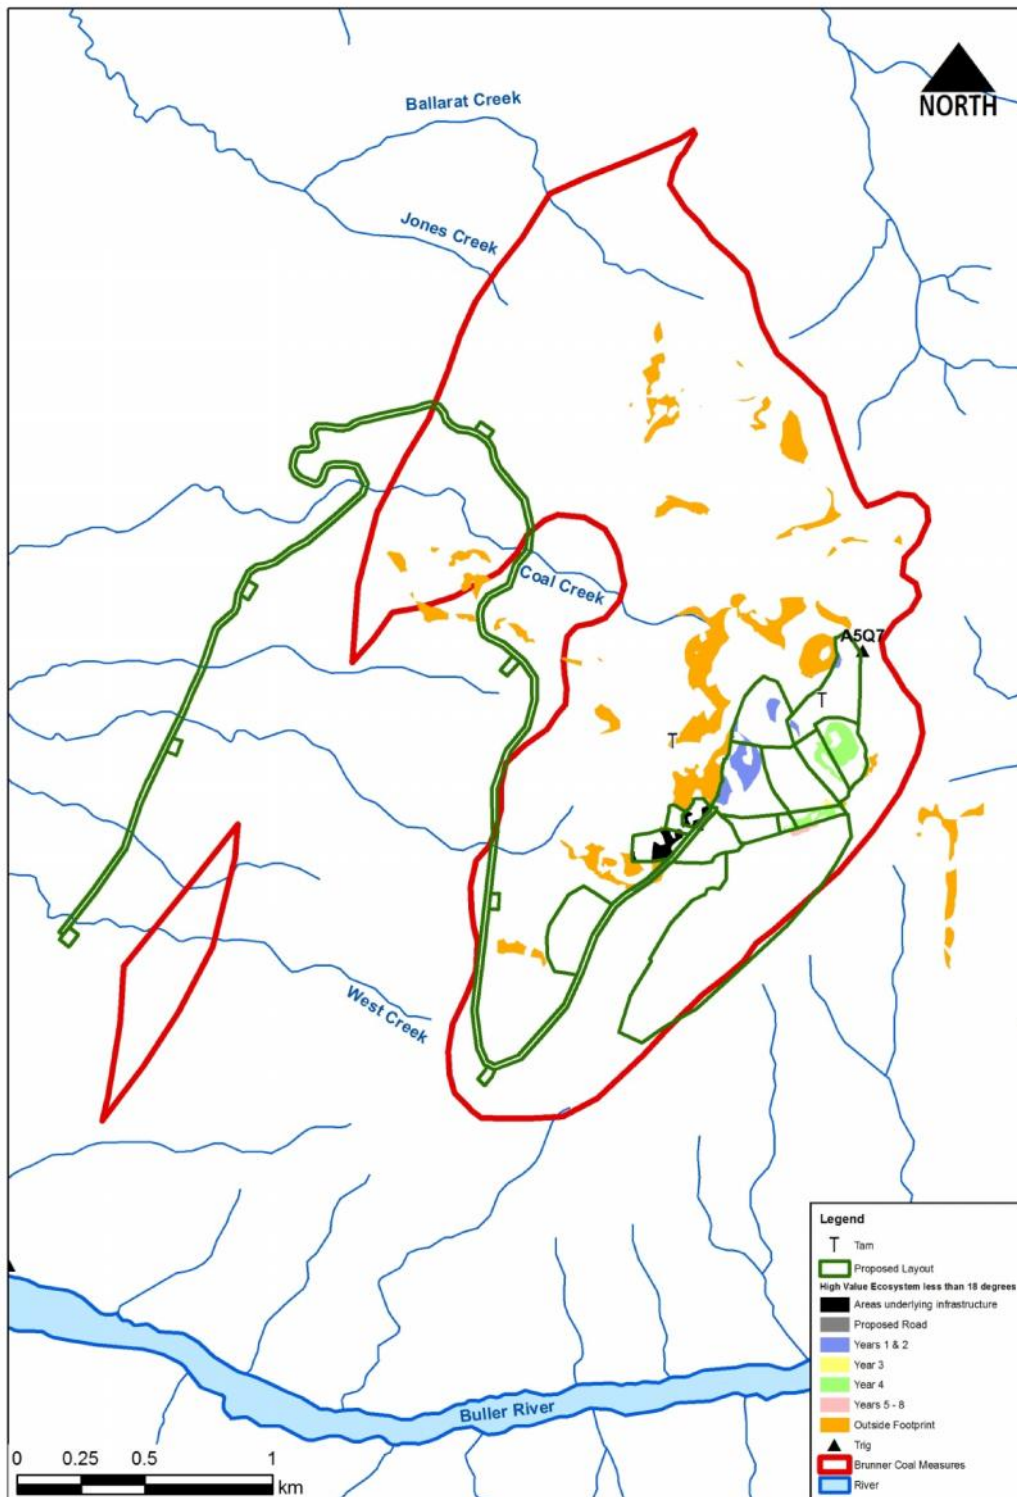 Ballarat Creek
NORTH
Jones Creek
Coal Creek
A5Q7
T
T
West Creek
Buller River
0 0.25 0.5 1
km
Legend
T Tarn
Proposed Layout
High Value Ecosystem less than 18 degrees
Areas underlying infrastructure
Proposed Road
Years 1 & 2
Year 3
Year 4
Years 5 - 8
Outside Footprint
Trig
Brunner Coal Measures
River